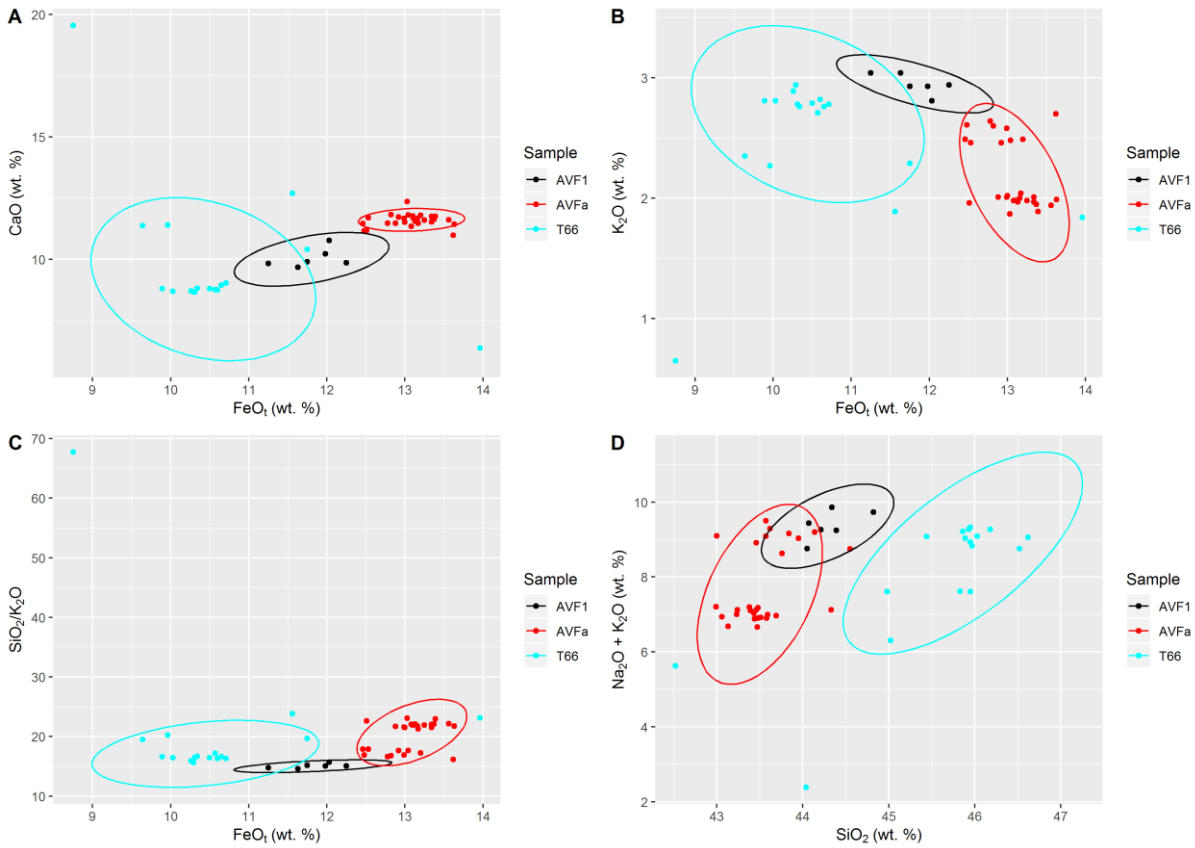 A
20
15
10
CaO (wt. %)
9 10 11 12 13 14
FeOₜ (wt. %)
Sample
AVF1
AVFa
T66
B
3
2
1
K₂O (wt. %)
9 10 11 12 13 14
FeOₜ (wt. %)
Sample
AVF1
AVFa
T66
C
70
60
50
40
30
20
10
SiO₂/K₂O
9 10 11 12 13 14
FeOₜ (wt. %)
Sample
AVF1
AVFa
T66
D
10
8
6
4
2
Na₂O + K₂O (wt. %)
43 44 45 46 47
SiO₂ (wt. %)
Sample
AVF1
AVFa
T66